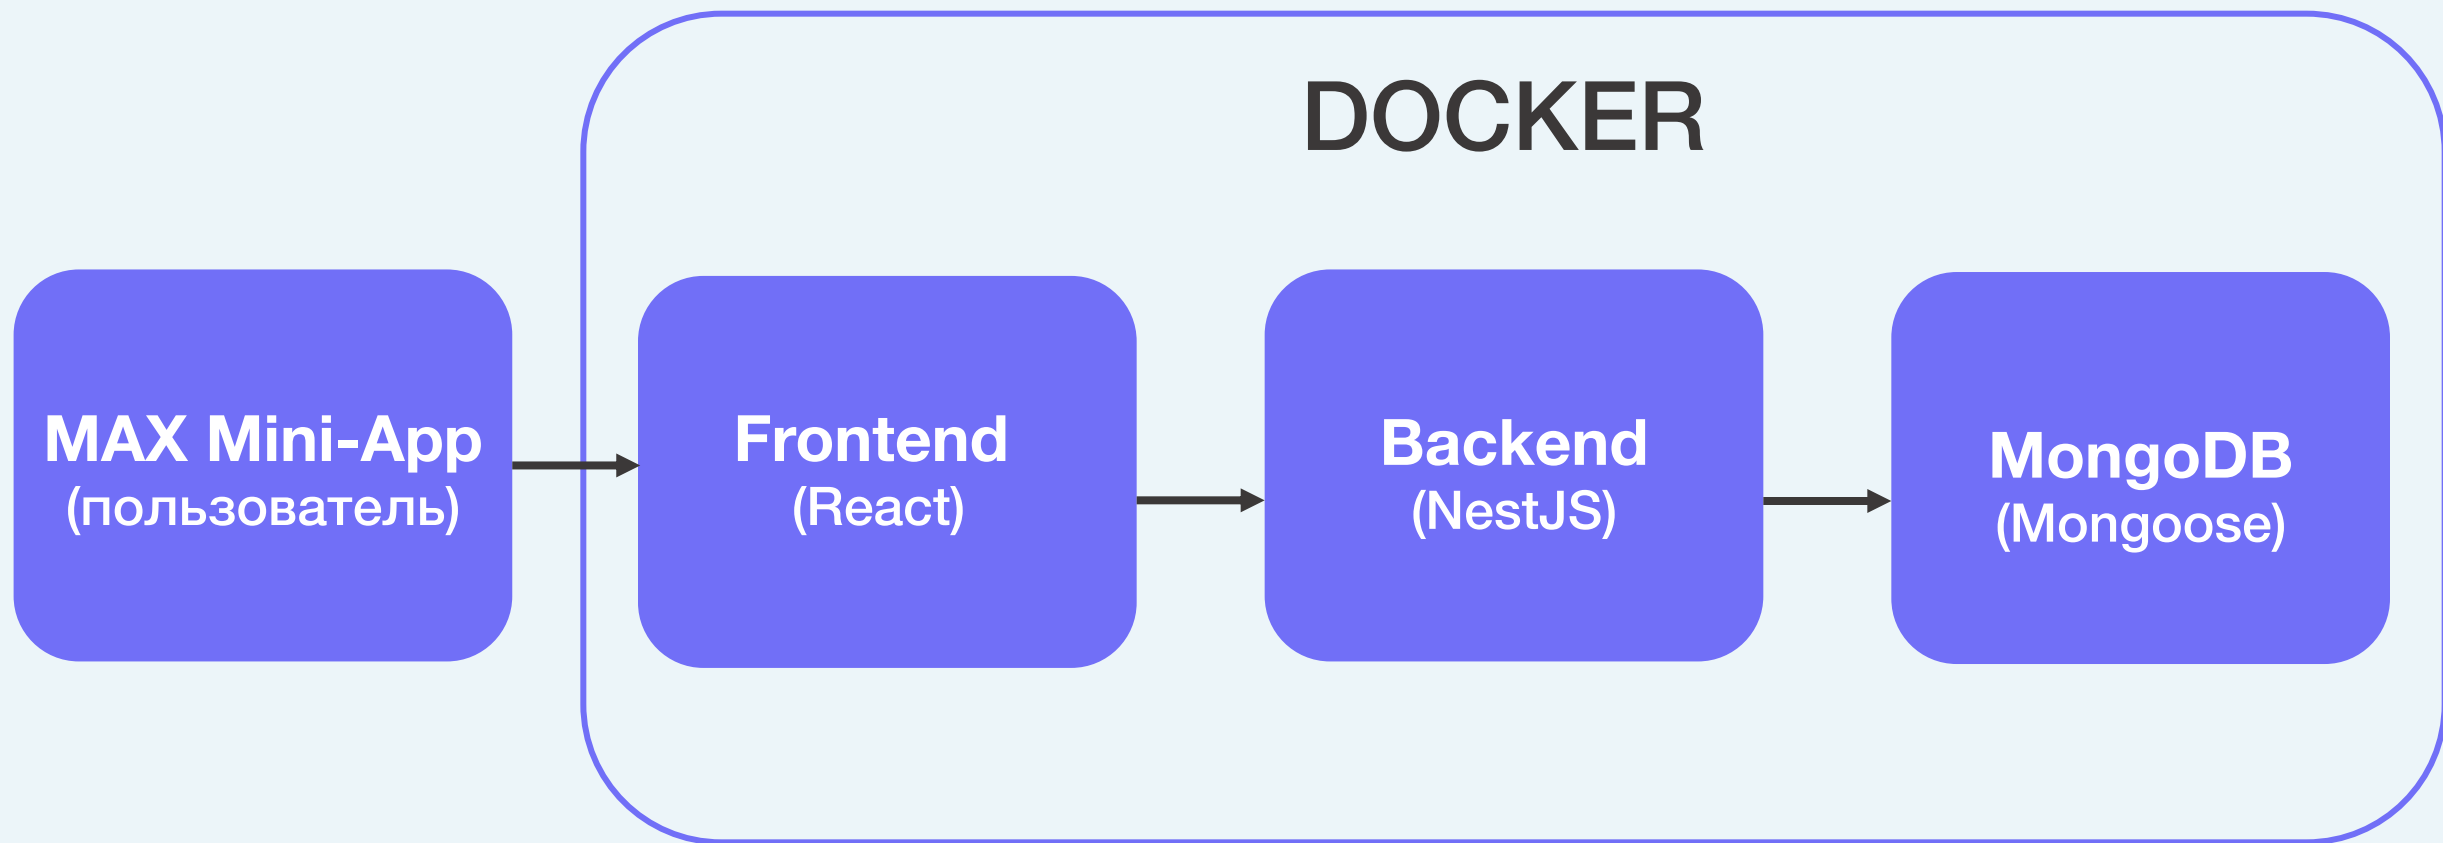 DOCKER
MAX Mini-App
(пользователь)
Frontend
(React)
Backend
(NestJS)
MongoDB
(Mongoose)